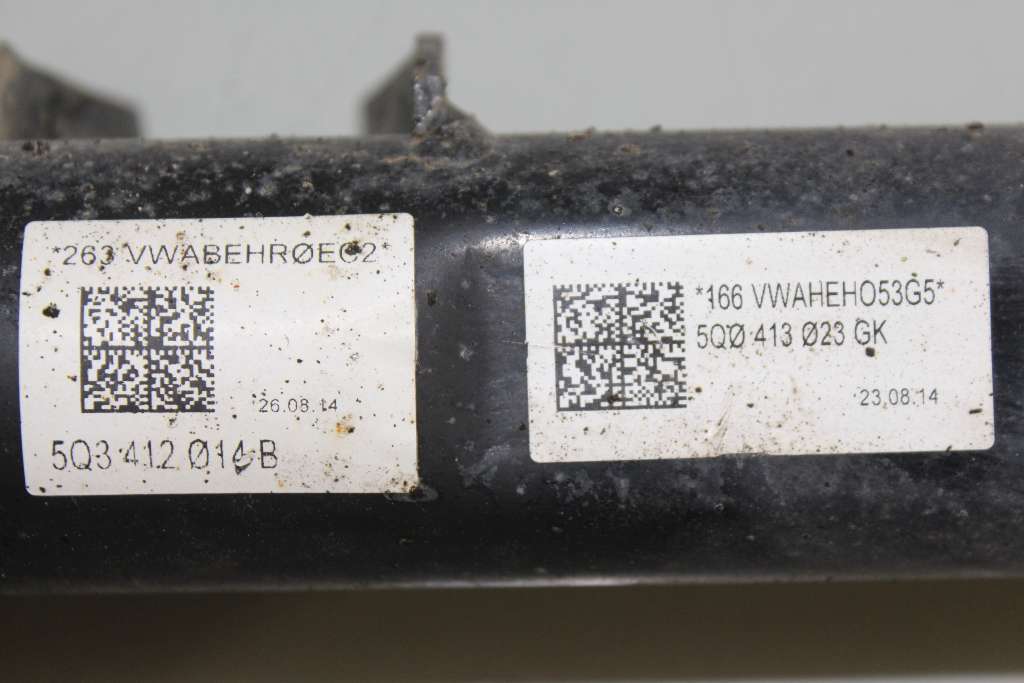 *263 VWABEHRØEC2*
26.08.14
5Q3 412 Ø14 B
*166 VWAHEHO53G5*
5QØ 413 Ø23 GK
23.08.14